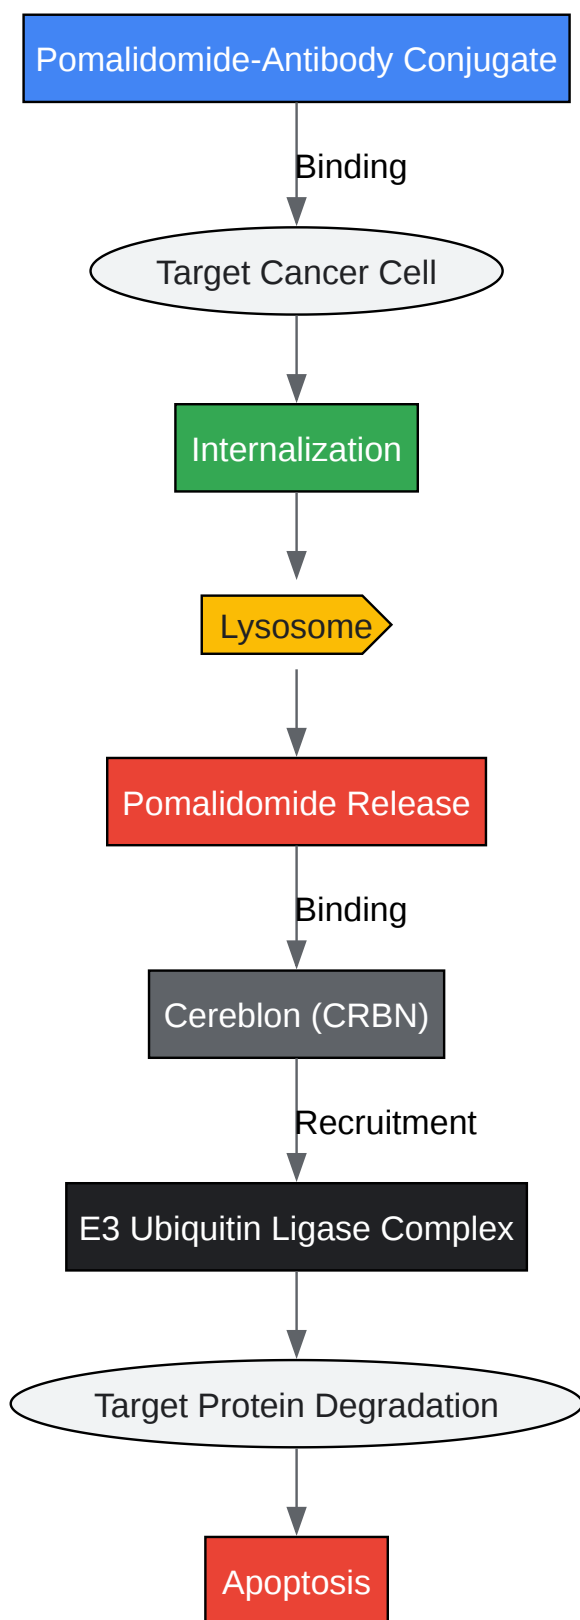 Pomalidomide-Antibody Conjugate
Binding
Target Cancer Cell
Internalization
Lysosome
Pomalidomide Release
Binding
Cereblon (CRBN)
Recruitment
E3 Ubiquitin Ligase Complex
Target Protein Degradation
Apoptosis